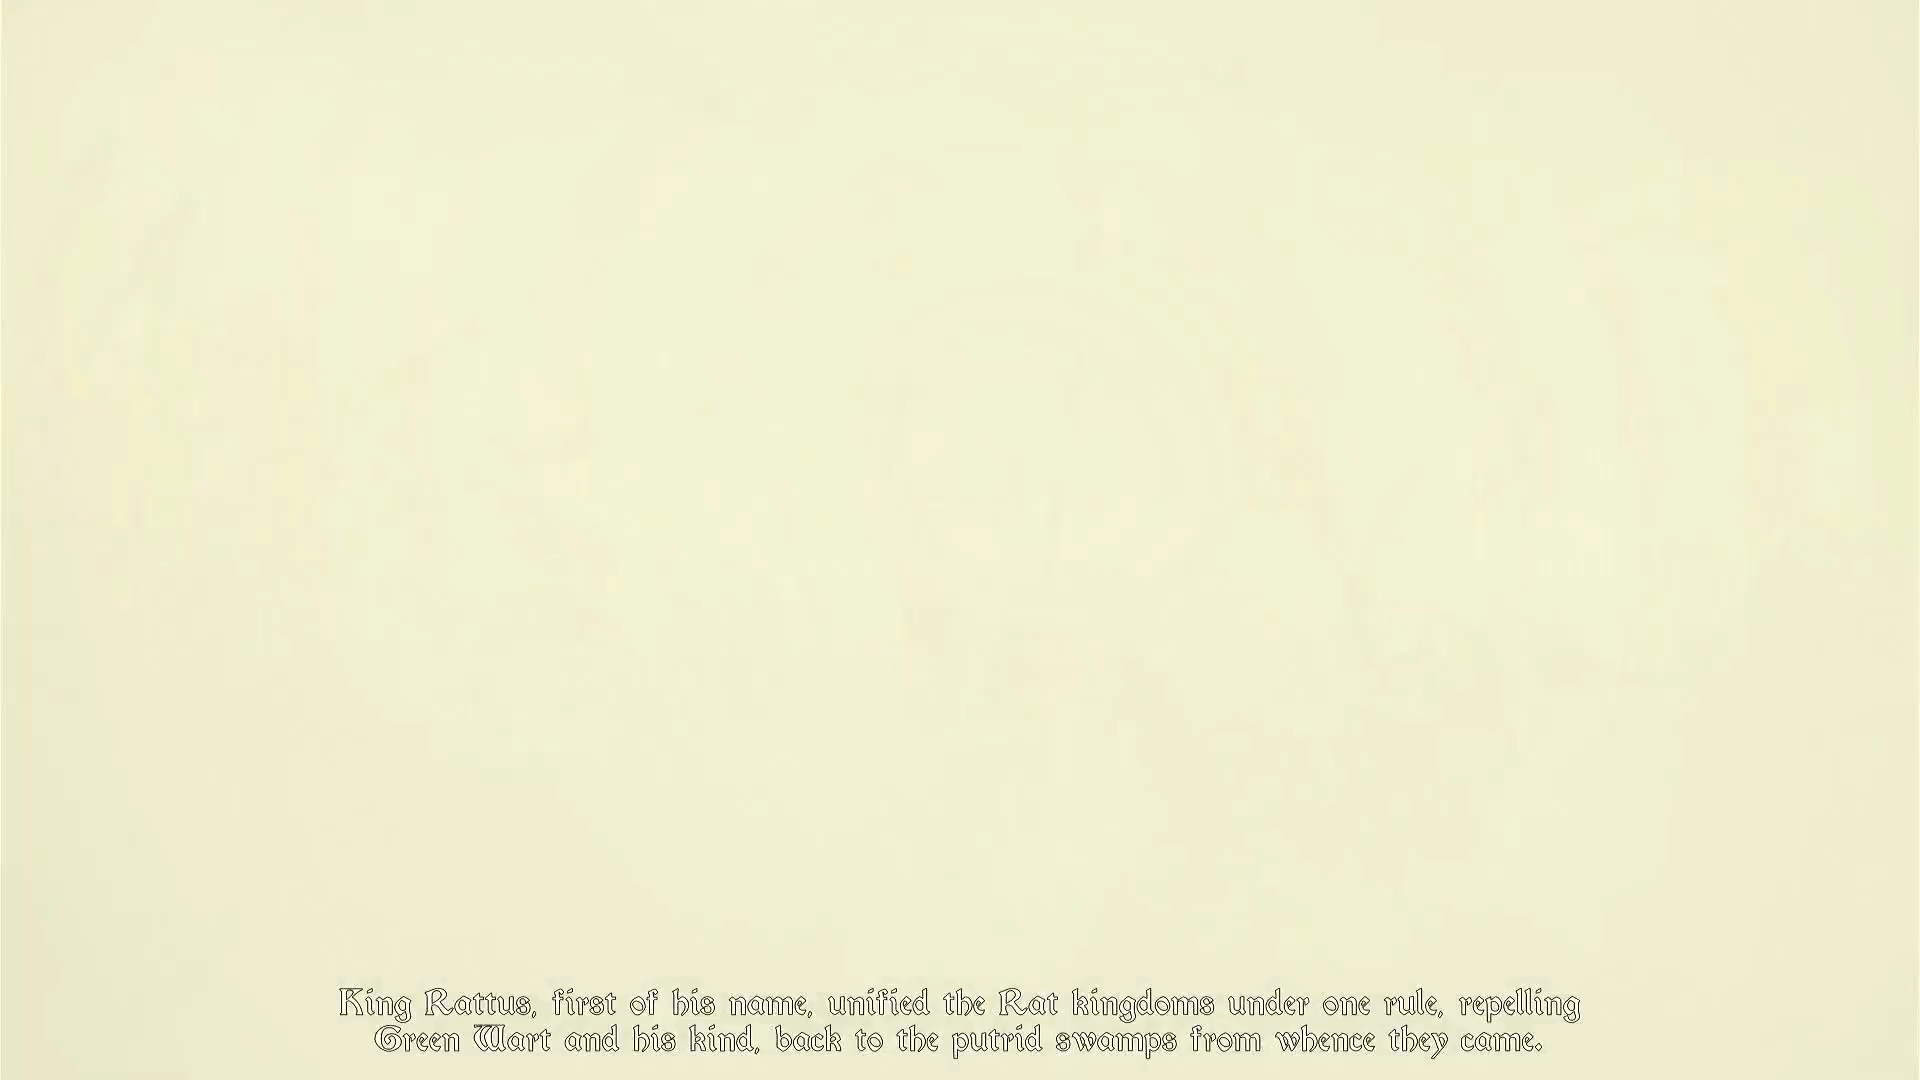 King Rattus, first of his name, unified the Rat kingdoms under one rule, repelling
Green Wart and his kind, back to the putrid swamps from whence they came.